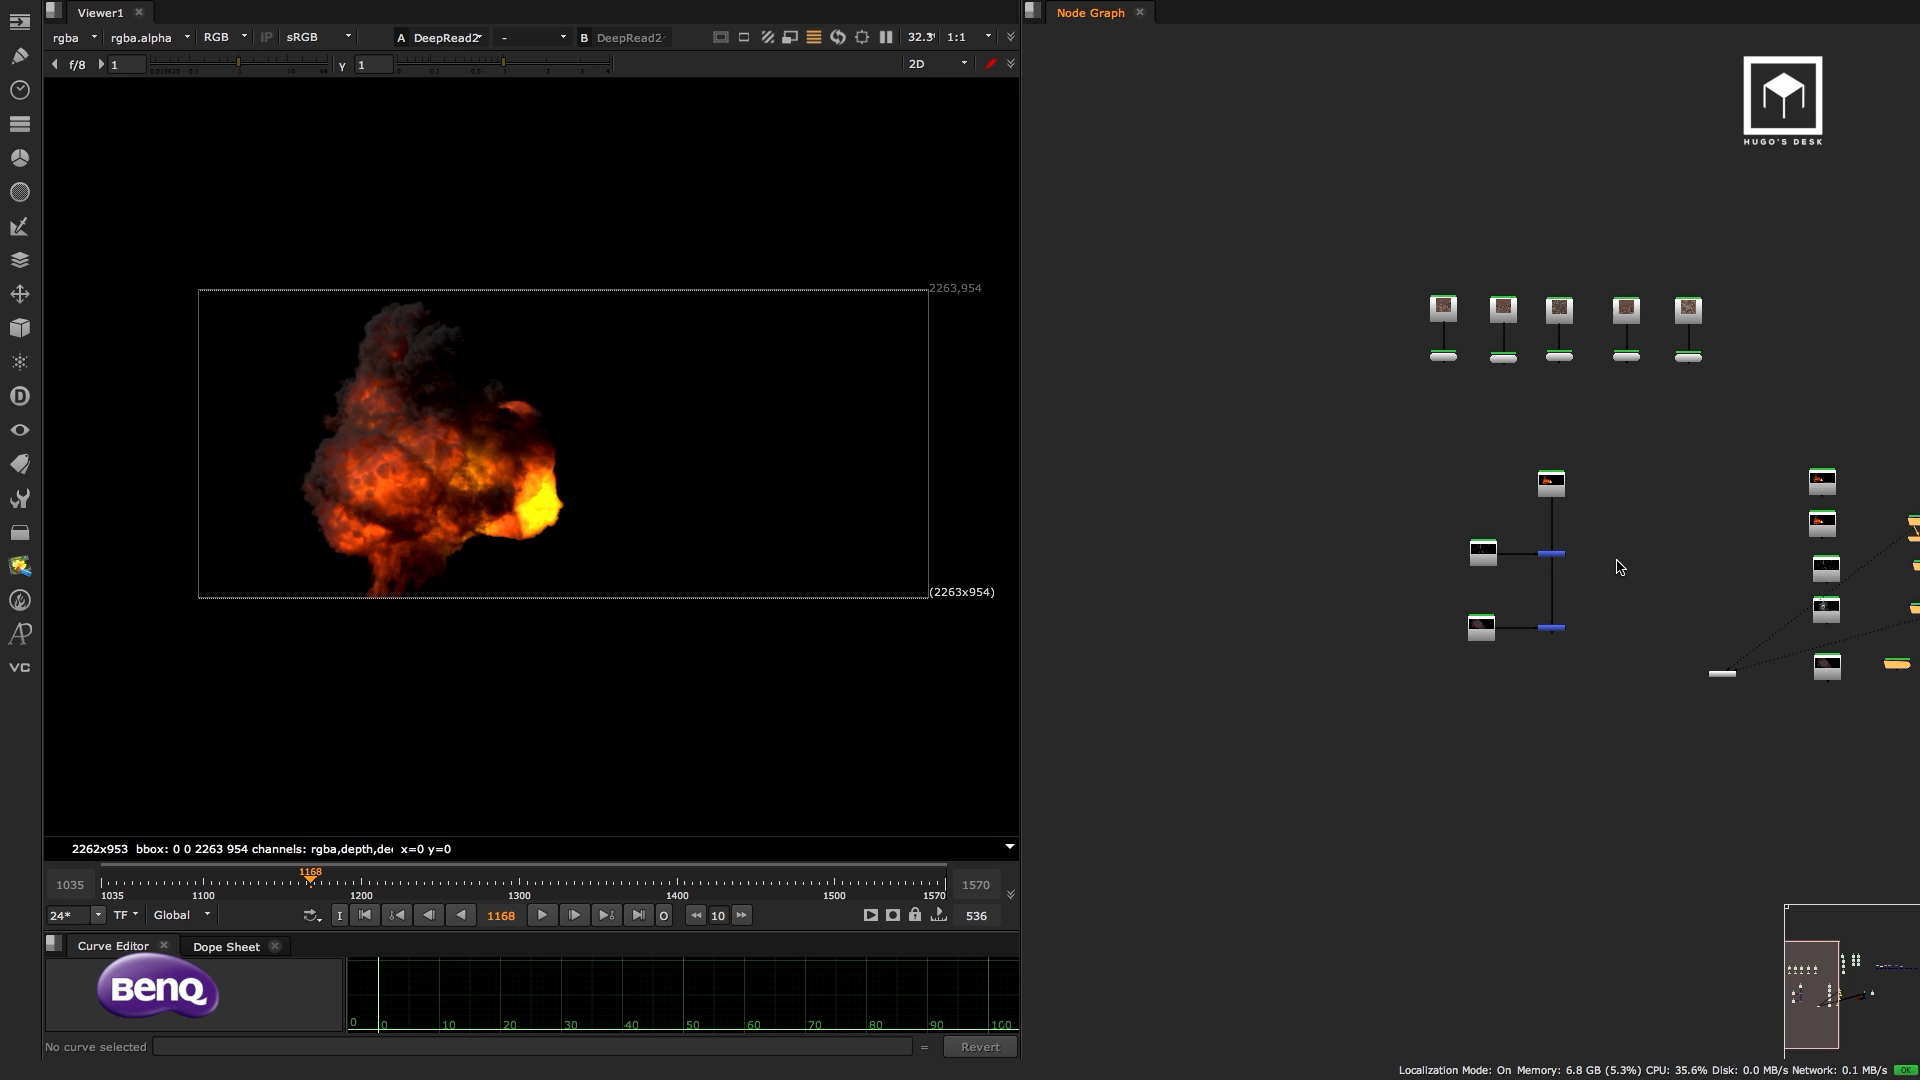 Viewer1
Node Graph
rgba rgba.alpha RGB IP sRGB A DeepRead2 - B DeepRead2 32.3 1:1
f/8 1 γ 1 2D
HUGO'S DESK
2263,954
(2263x954)
2262x953 bbox: 0 0 2263 954 channels: rgba,depth,de x=0 y=0
1168
1035 1570
1035 1100 1200 1300 1400 1500 1570
24* TF Global I 1168 O 10 536
Curve Editor Dope Sheet
BenQ
0 0 10 20 30 40 50 60 70 80 90 100
No curve selected = Revert
D
AP
VC
Localization Mode: On Memory: 6.8 GB (5.3%) CPU: 35.6% Disk: 0.0 MB/s Network: 0.1 MB/s OK